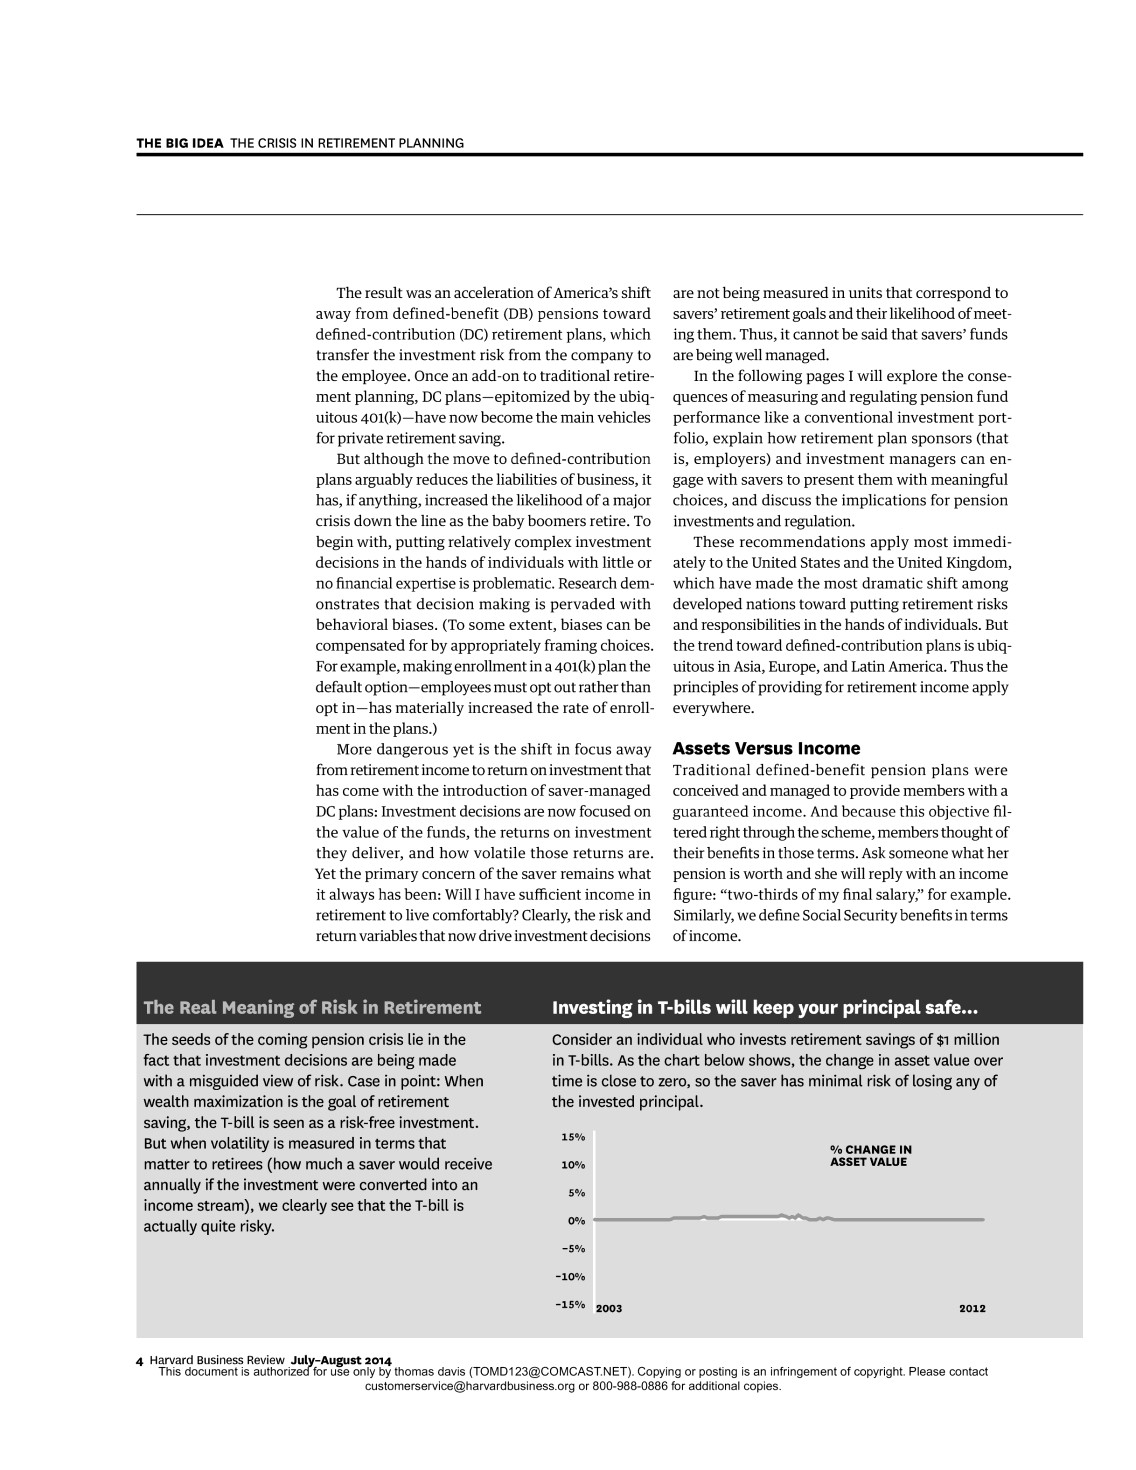 THE BIG IDEA THE CRISIS IN RETIREMENT PLANNING
The result was an acceleration of America's shift
away from defined-benefit (DB) pensions toward
defined-contribution (DC) retirement plans, which
transfer the investment risk from the company to
the employee. Once an add-on to traditional retire-
ment planning, DC plans—epitomized by the ubiq-
uitous 401(k)—have now become the main vehicles
for private retirement saving.
But although the move to defined-contribution
plans arguably reduces the liabilities of business, it
has, if anything, increased the likelihood of a major
crisis down the line as the baby boomers retire. To
begin with, putting relatively complex investment
decisions in the hands of individuals with little or
no financial expertise is problematic. Research dem-
onstrates that decision making is pervaded with
behavioral biases. (To some extent, biases can be
compensated for by appropriately framing choices.
For example, making enrollment in a 401(k) plan the
default option—employees must opt out rather than
opt in—has materially increased the rate of enroll-
ment in the plans.)
More dangerous yet is the shift in focus away
from retirement income to return on investment that
has come with the introduction of saver-managed
DC plans: Investment decisions are now focused on
the value of the funds, the returns on investment
they deliver, and how volatile those returns are.
Yet the primary concern of the saver remains what
it always has been: Will I have sufficient income in
retirement to live comfortably? Clearly, the risk and
return variables that now drive investment decisions
are not being measured in units that correspond to
savers' retirement goals and their likelihood of meet-
ing them. Thus, it cannot be said that savers' funds
are being well managed.
In the following pages I will explore the conse-
quences of measuring and regulating pension fund
performance like a conventional investment port-
folio, explain how retirement plan sponsors (that
is, employers) and investment managers can en-
gage with savers to present them with meaningful
choices, and discuss the implications for pension
investments and regulation.
These recommendations apply most immedi-
ately to the United States and the United Kingdom,
which have made the most dramatic shift among
developed nations toward putting retirement risks
and responsibilities in the hands of individuals. But
the trend toward defined-contribution plans is ubiq-
uitous in Asia, Europe, and Latin America. Thus the
principles of providing for retirement income apply
everywhere.
Assets Versus Income
Traditional defined-benefit pension plans were
conceived and managed to provide members with a
guaranteed income. And because this objective fil-
tered right through the scheme, members thought of
their benefits in those terms. Ask someone what her
pension is worth and she will reply with an income
figure: "two-thirds of my final salary," for example.
Similarly, we define Social Security benefits in terms
of income.
The Real Meaning of Risk in Retirement
The seeds of the coming pension crisis lie in the
fact that investment decisions are being made
with a misguided view of risk. Case in point: When
wealth maximization is the goal of retirement
saving, the T-bill is seen as a risk-free investment.
But when volatility is measured in terms that
matter to retirees (how much a saver would receive
annually if the investment were converted into an
income stream), we clearly see that the T-bill is
actually quite risky.
Investing in T-bills will keep your principal safe...
Consider an individual who invests retirement savings of $1 million
in T-bills. As the chart below shows, the change in asset value over
time is close to zero, so the saver has minimal risk of losing any of
the invested principal.
% CHANGE IN
ASSET VALUE
15%
10%
5%
0%
–5%
–10%
–15%
2003
2012
4 Harvard Business Review July–August 2014
This document is authorized for use only by thomas davis (TOMD123@COMCAST.NET). Copying or posting is an infringement of copyright. Please contact
customerservice@harvardbusiness.org or 800-988-0886 for additional copies.